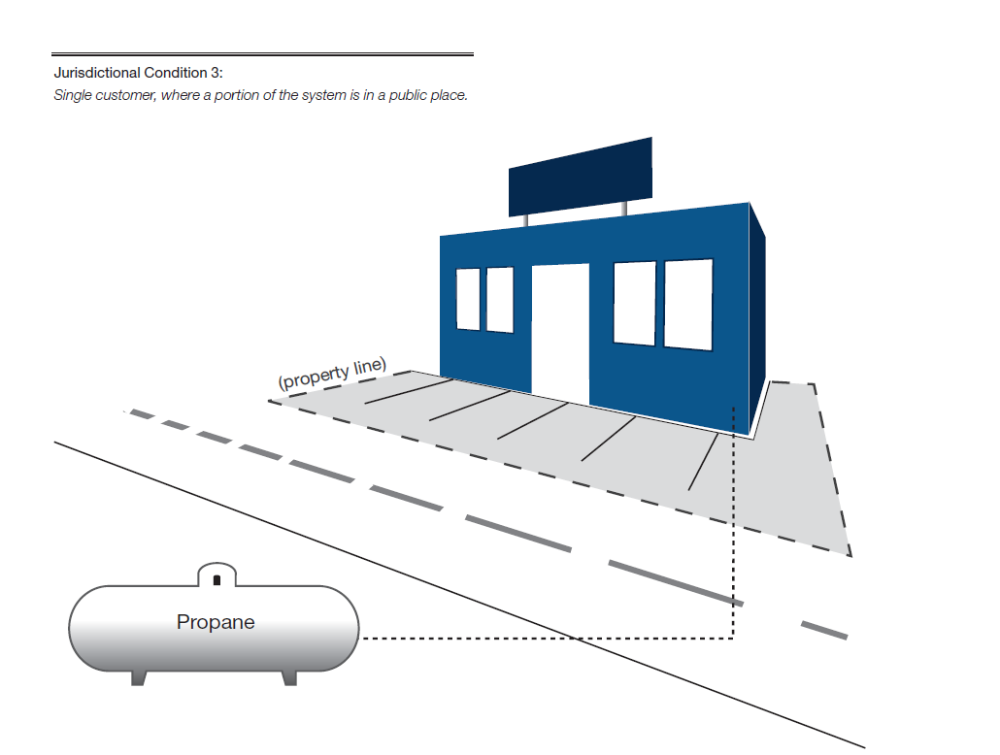 Jurisdictional Condition 3:
Single customer, where a portion of the system is in a public place.
(property line)
Propane